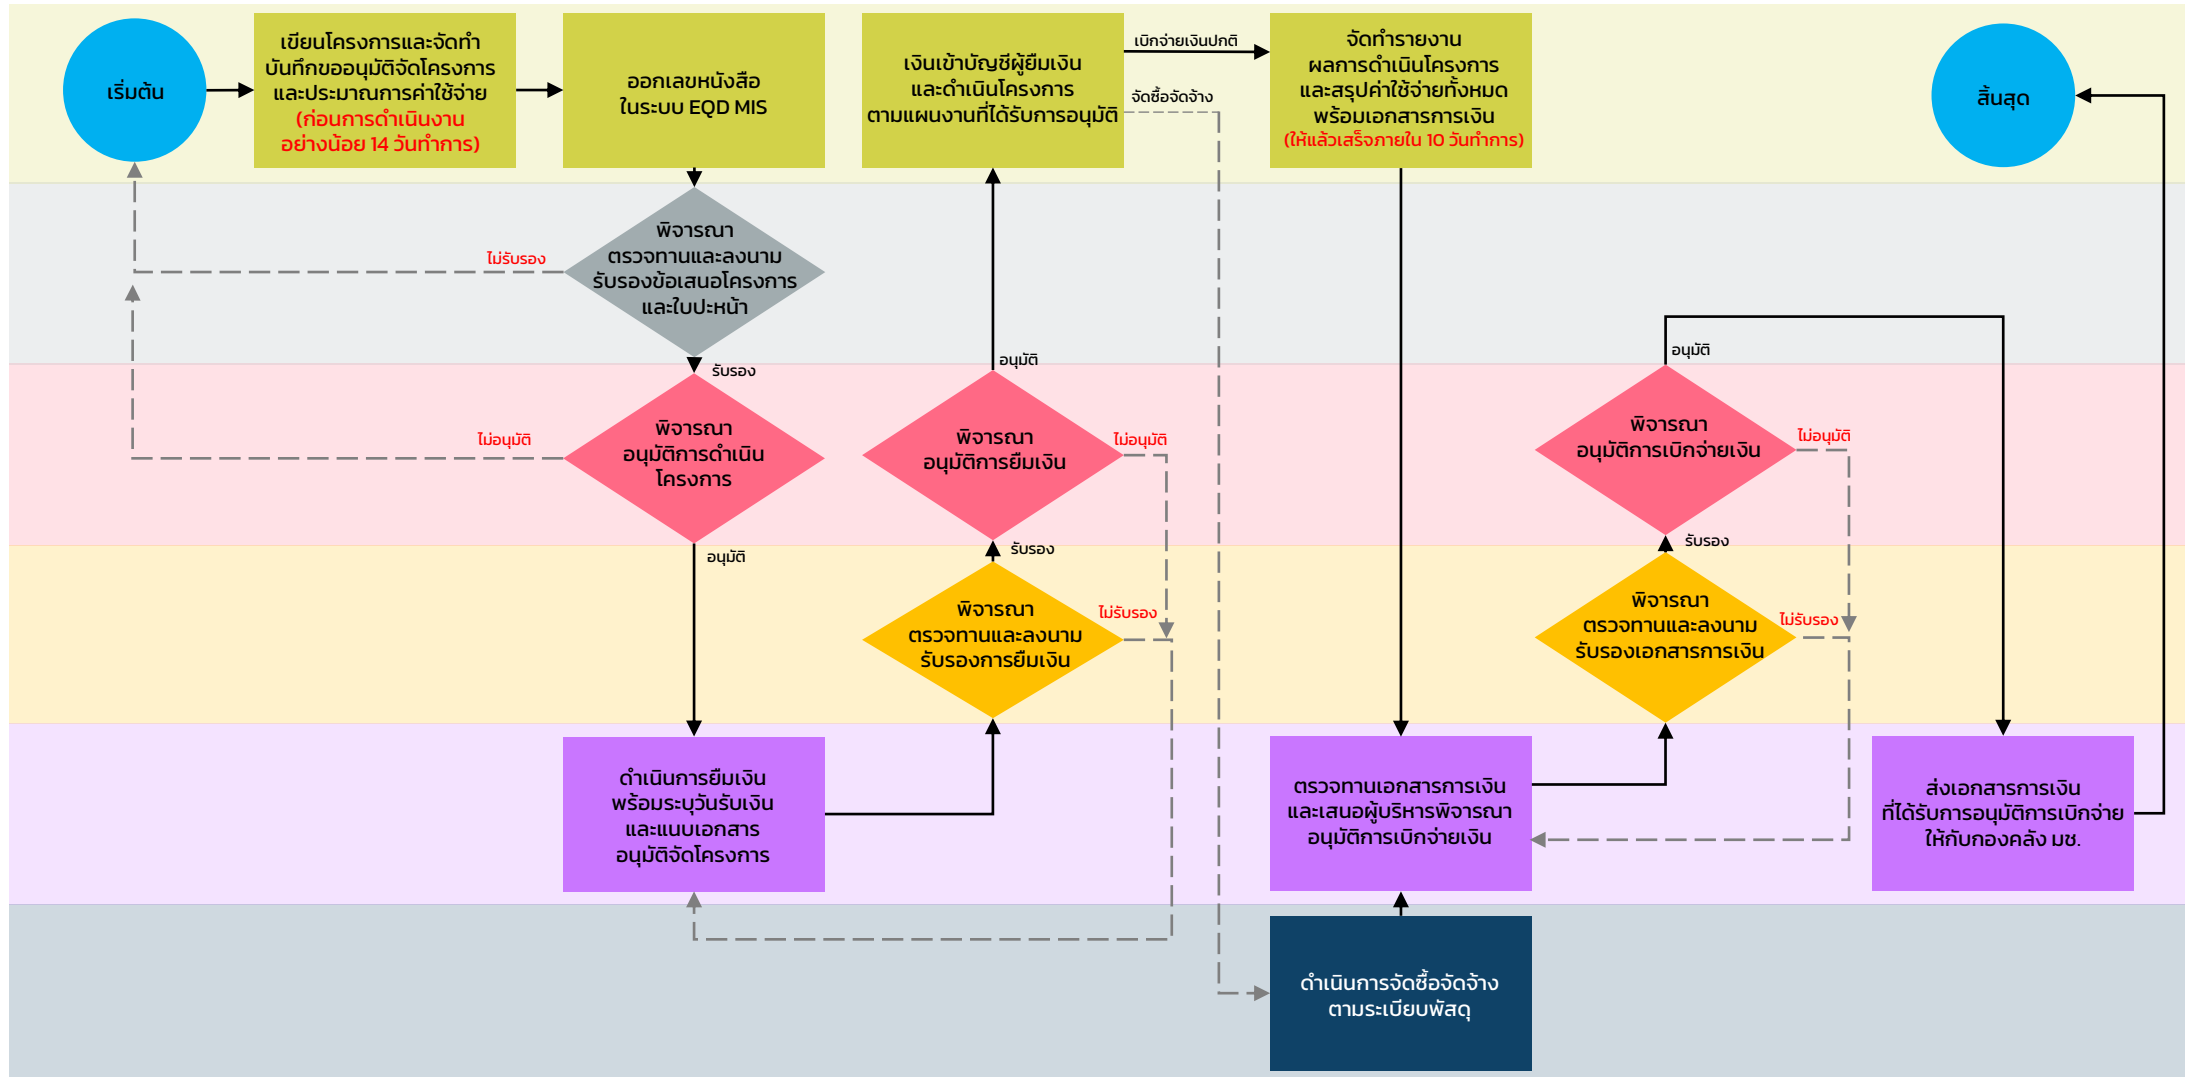 เริ่มต้น
เขียนโครงการและจัดทำ
บันทึกขออนุมัติจัดโครงการ
และประมาณการค่าใช้จ่าย
(ก่อนการดำเนินงาน
อย่างน้อย 14 วันทำการ)
ออกเลขหนังสือ
ในระบบ EQD MIS
เงินเข้าบัญชีผู้ยืมเงิน
และดำเนินโครงการ
ตามแผนงานที่ได้รับการอนุมัติ
เบิกจ่ายเงินปกติ
จัดซื้อจัดจ้าง
จัดทำรายงาน
ผลการดำเนินโครงการ
และสรุปค่าใช้จ่ายทั้งหมด
พร้อมเอกสารการเงิน
(ให้แล้วเสร็จภายใน 10 วันทำการ)
สิ้นสุด
พิจารณา
ตรวจทานและลงนาม
รับรองข้อเสนอโครงการ
และใบปะหน้า
ไม่รับรอง
รับรอง
พิจารณา
อนุมัติการดำเนิน
โครงการ
ไม่อนุมัติ
อนุมัติ
อนุมัติ
พิจารณา
อนุมัติการยืมเงิน
ไม่อนุมัติ
อนุมัติ
พิจารณา
อนุมัติการเบิกจ่ายเงิน
ไม่อนุมัติ
รับรอง
พิจารณา
ตรวจทานและลงนาม
รับรองการยืมเงิน
ไม่รับรอง
รับรอง
พิจารณา
ตรวจทานและลงนาม
รับรองเอกสารการเงิน
ไม่รับรอง
ดำเนินการยืมเงิน
พร้อมระบุวันรับเงิน
และแนบเอกสาร
อนุมัติจัดโครงการ
ตรวจทานเอกสารการเงิน
และเสนอผู้บริหารพิจารณา
อนุมัติการเบิกจ่ายเงิน
ส่งเอกสารการเงิน
ที่ได้รับการอนุมัติการเบิกจ่าย
ให้กับกองคลัง มช.
ดำเนินการจัดซื้อจัดจ้าง
ตามระเบียบพัสดุ